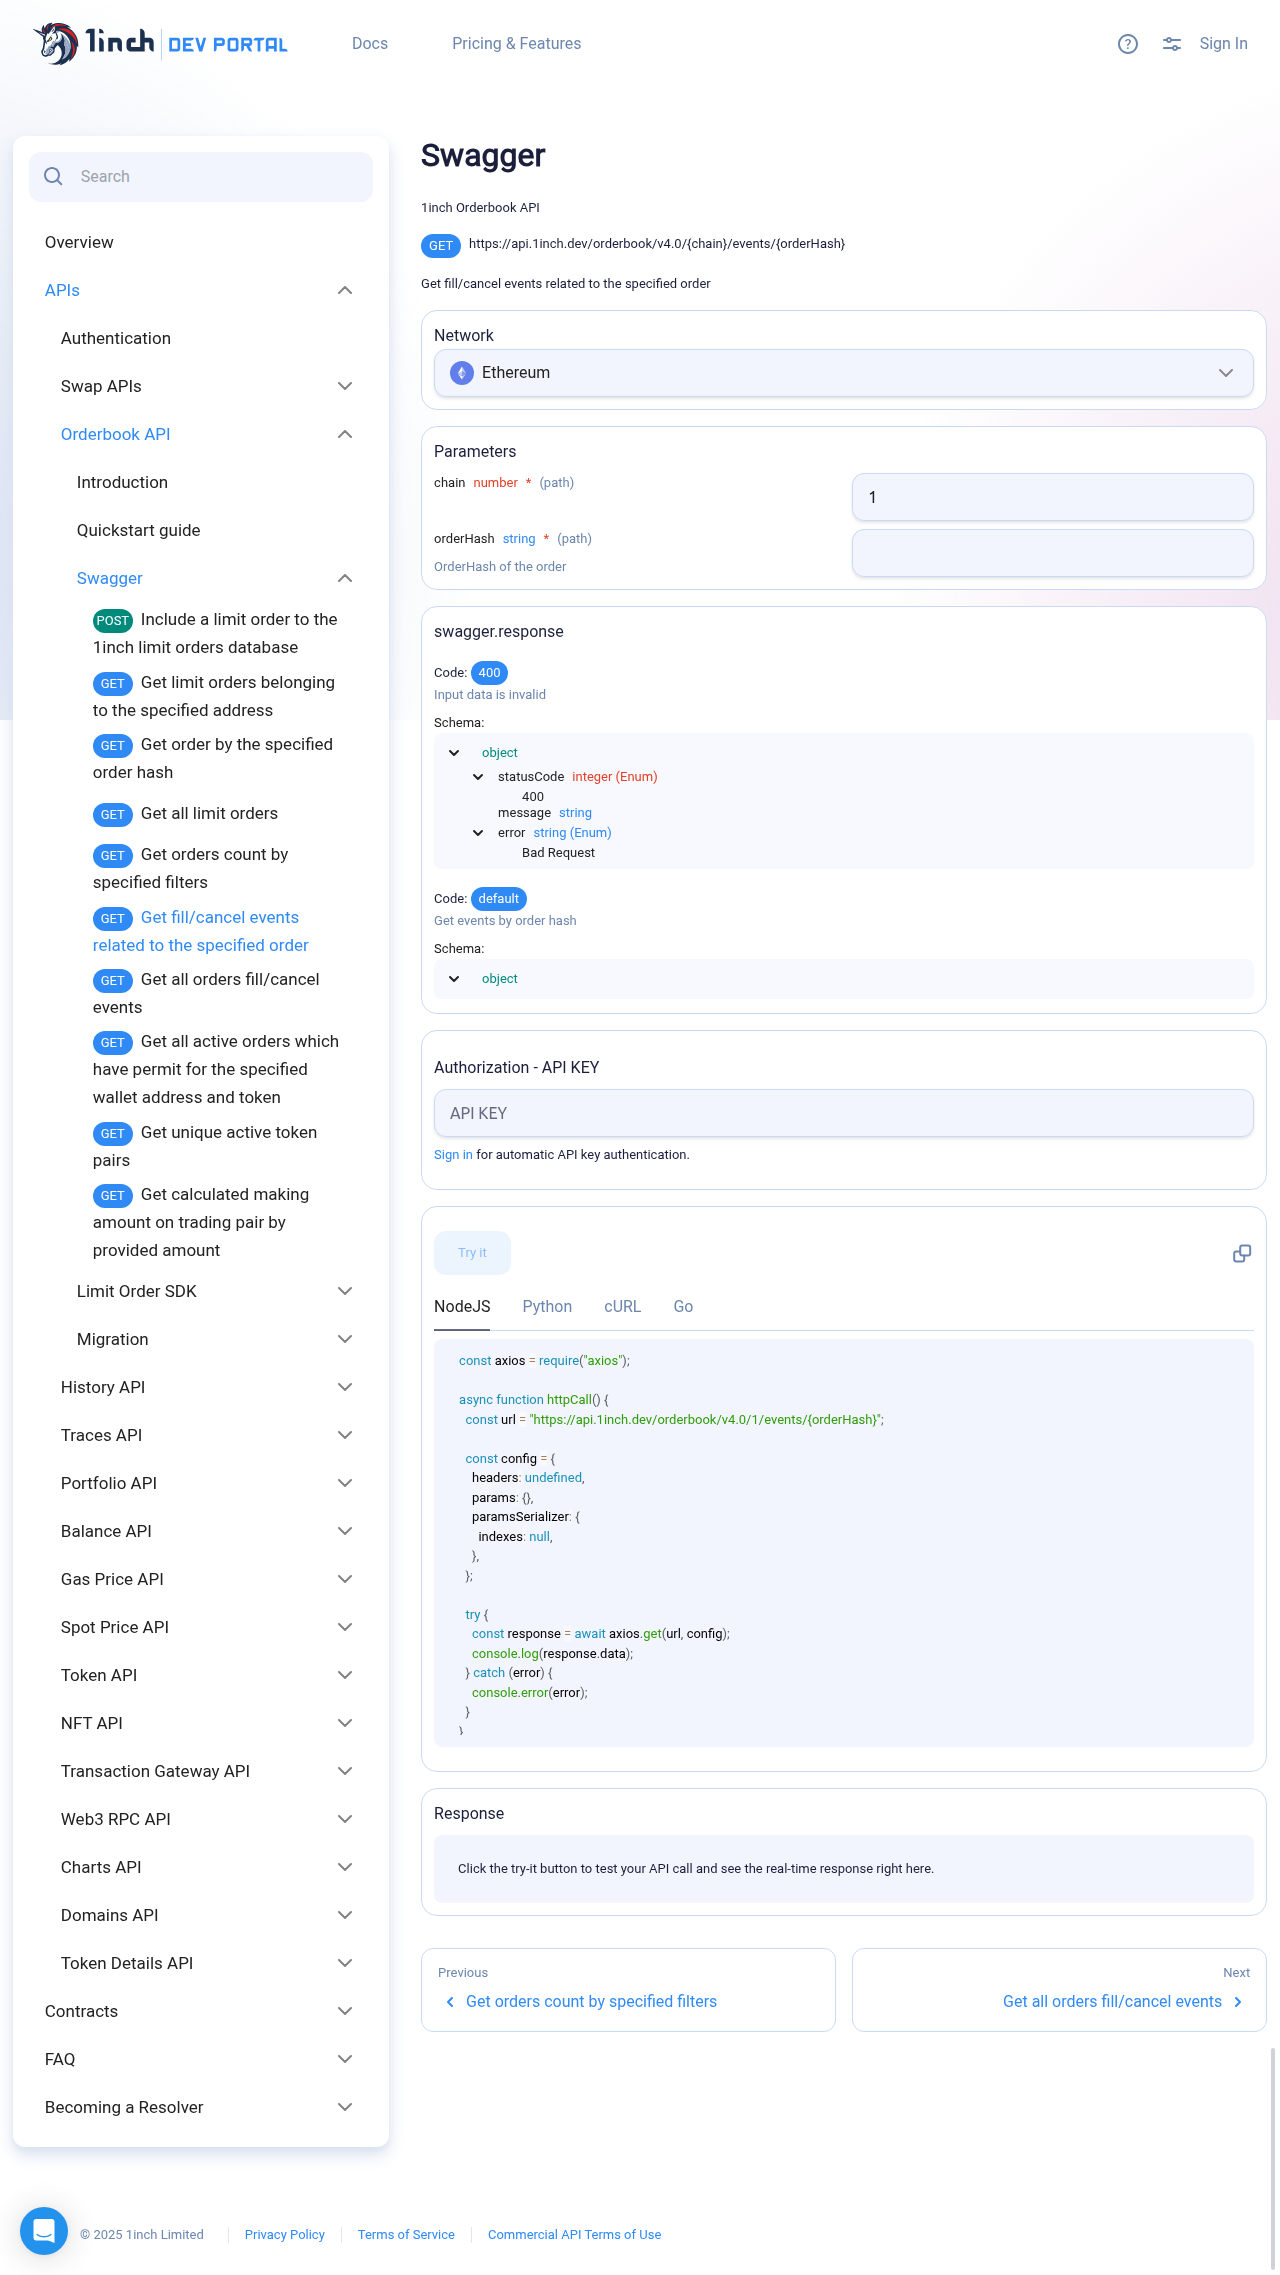 1inch DEV PORTAL
Docs
Pricing & Features
Sign In
Search
Overview
APIs
Authentication
Swap APIs
Orderbook API
Introduction
Quickstart guide
Swagger
POST Include a limit order to the
1inch limit orders database
GET Get limit orders belonging
to the specified address
GET Get order by the specified
order hash
GET Get all limit orders
GET Get orders count by
specified filters
GET Get fill/cancel events
related to the specified order
GET Get all orders fill/cancel
events
GET Get all active orders which
have permit for the specified
wallet address and token
GET Get unique active token
pairs
GET Get calculated making
amount on trading pair by
provided amount
Limit Order SDK
Migration
History API
Traces API
Portfolio API
Balance API
Gas Price API
Spot Price API
Token API
NFT API
Transaction Gateway API
Web3 RPC API
Charts API
Domains API
Token Details API
Contracts
FAQ
Becoming a Resolver
Swagger
1inch Orderbook API
GET https://api.1inch.dev/orderbook/v4.0/{chain}/events/{orderHash}
Get fill/cancel events related to the specified order
Network
Ethereum
Parameters
chain number * (path)
1
orderHash string * (path)
OrderHash of the order
swagger.response
Code: 400
Input data is invalid
Schema:
object
statusCode integer (Enum)
400
message string
error string (Enum)
Bad Request
Code: default
Get events by order hash
Schema:
object
Authorization - API KEY
API KEY
Sign in for automatic API key authentication.
Try it
NodeJS Python cURL Go
const axios = require("axios");
async function httpCall() {
const url = "https://api.1inch.dev/orderbook/v4.0/1/events/{orderHash}";
const config = {
headers: undefined,
params: {},
paramsSerializer: {
indexes: null,
},
};
try {
const response = await axios.get(url, config);
console.log(response.data);
} catch (error) {
console.error(error);
}
}
Response
Click the try-it button to test your API call and see the real-time response right here.
Previous
Get orders count by specified filters
Next
Get all orders fill/cancel events
© 2025 1inch Limited
Privacy Policy
Terms of Service
Commercial API Terms of Use